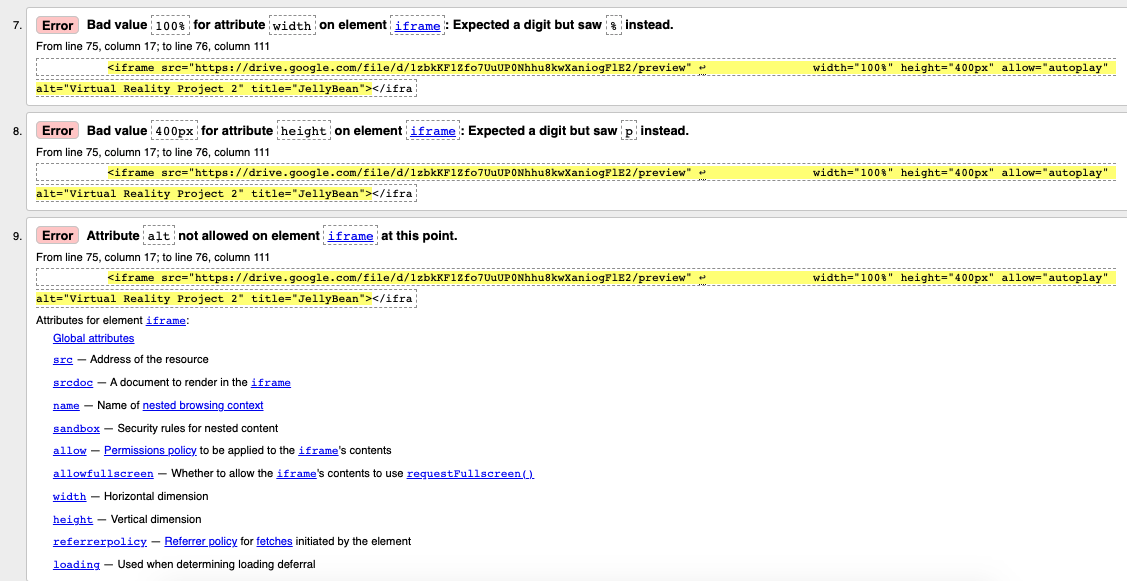 7. Error Bad value 100% for attribute width on element iframe: Expected a digit but saw % instead.
From line 75, column 17; to line 76, column 111
<iframe src="https://drive.google.com/file/d/1zbkKF1Zfo7UuUP0Nhhu8kwXaniogFlE2/preview" ↩ width="100%" height="400px" allow="autoplay"
alt="Virtual Reality Project 2" title="JellyBean"></ifra
8. Error Bad value 400px for attribute height on element iframe: Expected a digit but saw p instead.
From line 75, column 17; to line 76, column 111
<iframe src="https://drive.google.com/file/d/1zbkKF1Zfo7UuUP0Nhhu8kwXaniogFlE2/preview" ↩ width="100%" height="400px" allow="autoplay"
alt="Virtual Reality Project 2" title="JellyBean"></ifra
9. Error Attribute alt not allowed on element iframe at this point.
From line 75, column 17; to line 76, column 111
<iframe src="https://drive.google.com/file/d/1zbkKF1Zfo7UuUP0Nhhu8kwXaniogFlE2/preview" ↩ width="100%" height="400px" allow="autoplay"
alt="Virtual Reality Project 2" title="JellyBean"></ifra
Attributes for element iframe:
Global attributes
src — Address of the resource
srcdoc — A document to render in the iframe
name — Name of nested browsing context
sandbox — Security rules for nested content
allow — Permissions policy to be applied to the iframe's contents
allowfullscreen — Whether to allow the iframe's contents to use requestFullscreen()
width — Horizontal dimension
height — Vertical dimension
referrerpolicy — Referrer policy for fetches initiated by the element
loading — Used when determining loading deferral